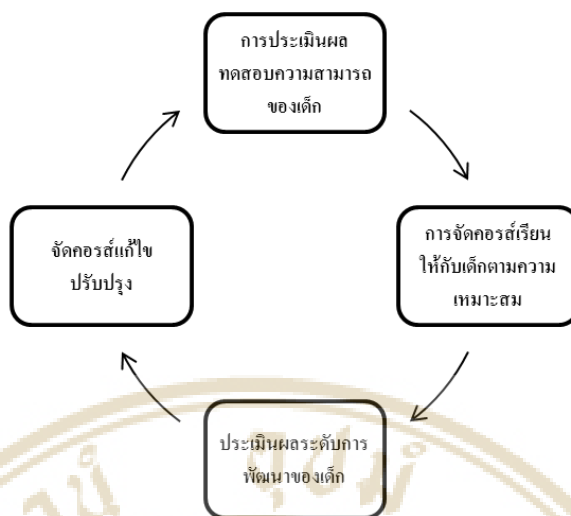 การประเมินผล
ทดสอบความสามารถ
ของเด็ก
การจัดคอร์สเรียน
ให้กับเด็กตามความ
เหมาะสม
ประเมินผลระดับการ
พัฒนาของเด็ก
จัดคอร์สแก้ไข
ปรับปรุง